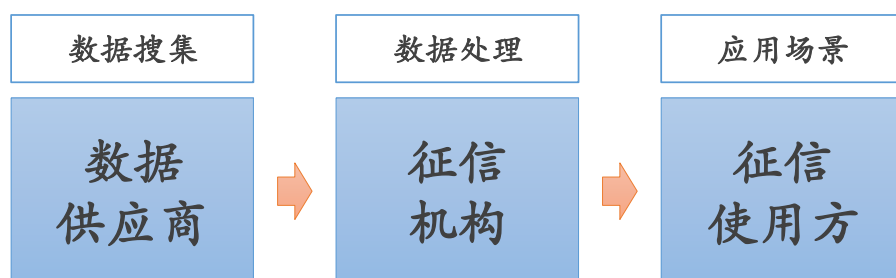 数据搜集
数据处理
应用场景
数据
供应商
征信
机构
征信
使用方